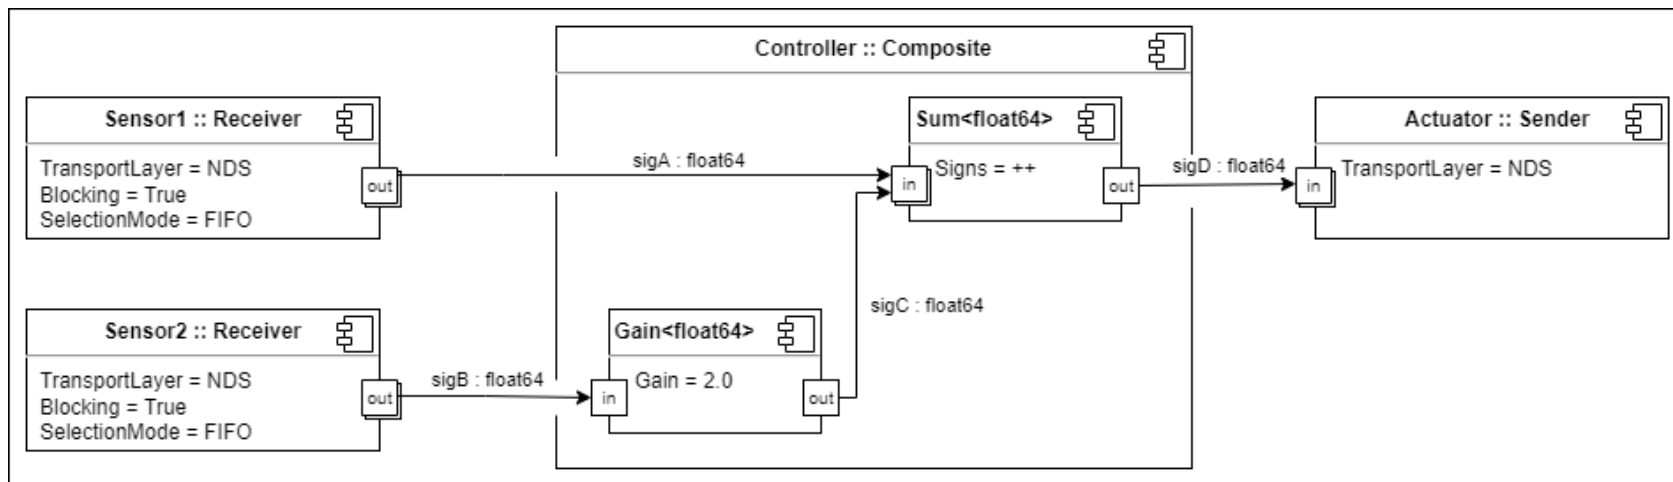 Controller :: Composite
Sensor1 :: Receiver
TransportLayer = NDS
Blocking = True
SelectionMode = FIFO
out
sigA : float64
Sum<float64>
Signs = ++
in
out
sigD : float64
Actuator :: Sender
TransportLayer = NDS
in
Sensor2 :: Receiver
TransportLayer = NDS
Blocking = True
SelectionMode = FIFO
out
sigB : float64
Gain<float64>
Gain = 2.0
in
out
sigC : float64